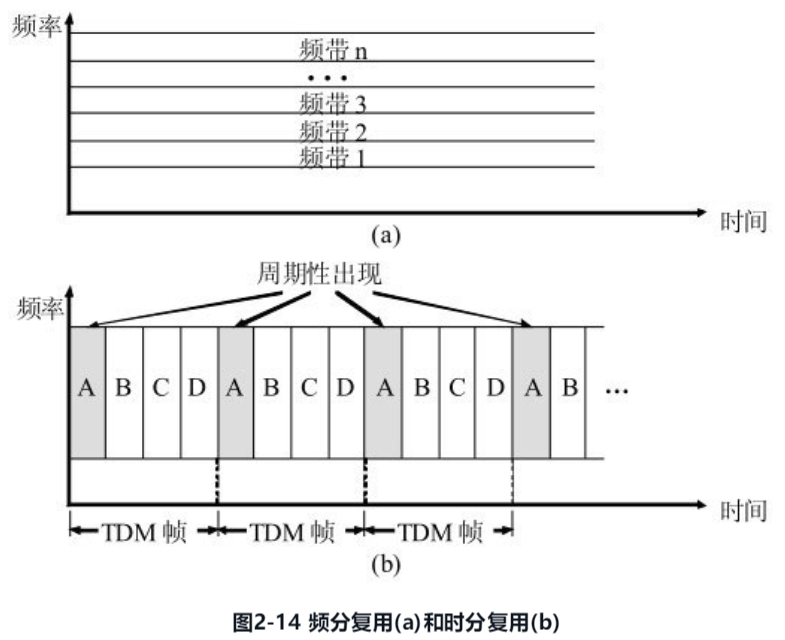 频率
频带 n
···
频带 3
频带 2
频带 1
时间
(a)
周期性出现
频率
A B C D A B C D A B C D A B ···
时间
TDM 帧 TDM 帧 TDM 帧
(b)
图2-14 频分复用(a)和时分复用(b)